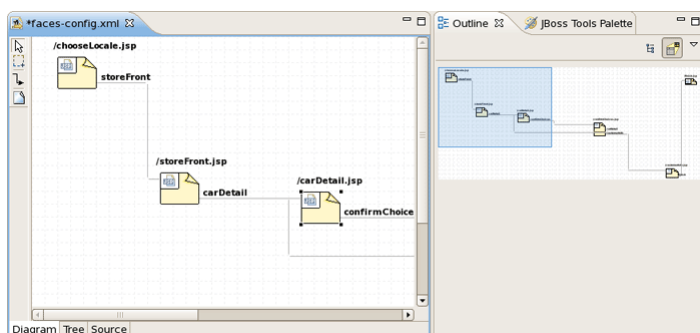 *faces-config.xml
Outline
JBoss Tools Palette
/chooseLocale.jsp
storeFront
/storeFront.jsp
carDetail
/carDetail.jsp
confirmChoice
Diagram Tree Source